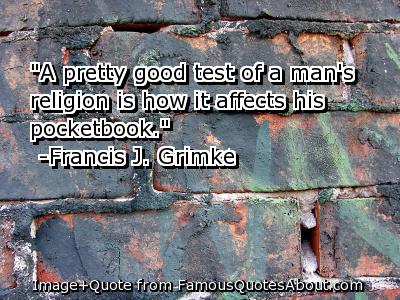 "A pretty good test of a man's
religion is how it affects his
pocketbook."
-Francis J. Grimke
Image+Quote from FamousQuotesAbout.com